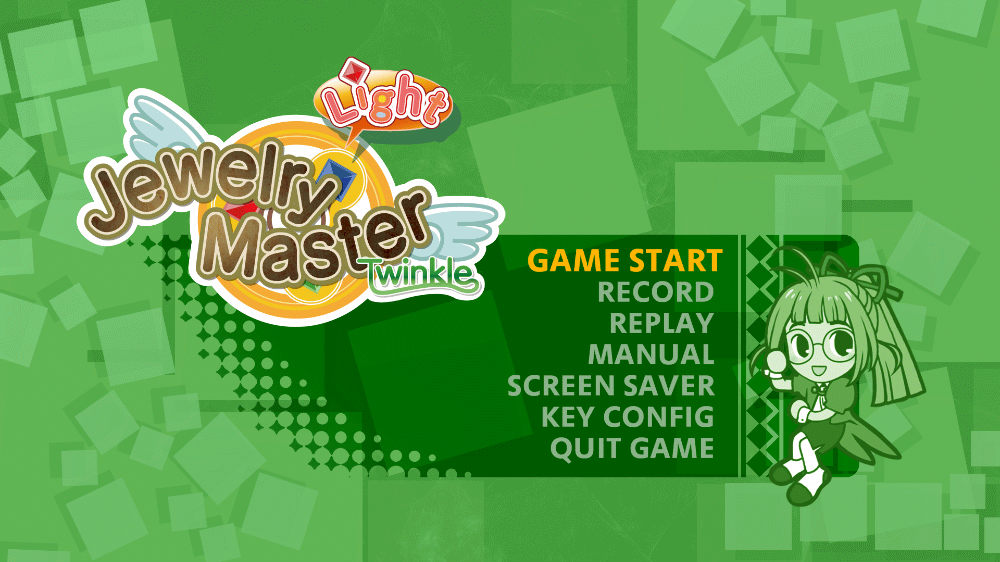 Light
Jewelry
Master
Twinkle
GAME START
RECORD
REPLAY
MANUAL
SCREEN SAVER
KEY CONFIG
QUIT GAME